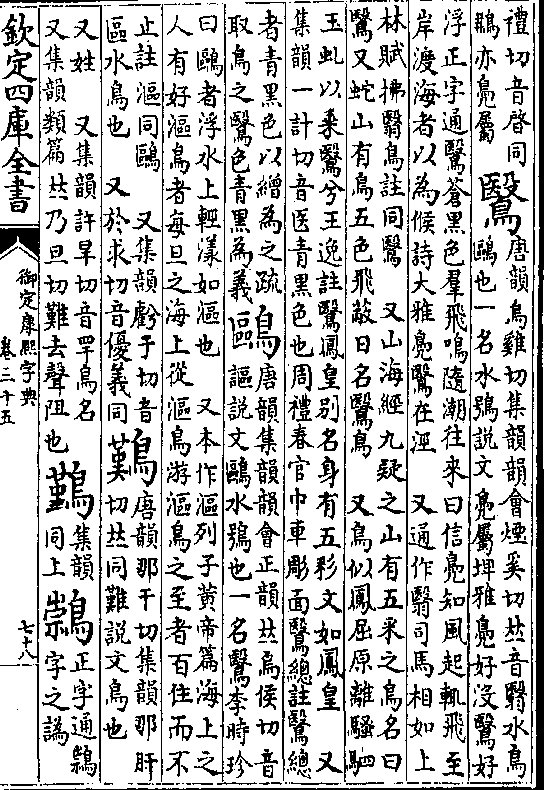 禮切音啓同
亦鳧屬
鷖
唐韻烏雞切集韻韻會煙奚切𠀤音翳水鳥
鷗也一名水鴞說文鳧屬埤雅鳧好沒鷖好
浮正字通鷖蒼黑色羣飛鳴隨潮往來曰信鳧知風起輒飛至
岸渡海者以為候詩大雅鳧鷖在涇　又通作翳司馬相如上
林賦拂翳鳥註同鷖　又山海經九疑之山有五采之鳥名曰
鷖又蛇山有鳥五色飛蔽日名鷖鳥　又鳥似鳳屈原離騷駟
玉虬以乘鷖兮王逸註鷖鳳皇别名身有五彩文如鳳皇　又
集韻一計切音医青黑色也周禮春官巾車彫面鷖總註鷖總
者青黑色以繒為之疏
取鳥之鷖色青黑為義
鷗
唐韻集韻韻會正韻𠀤烏侯切音
謳說文鷗水鴞也一名鷖李時珍
曰鷗者浮水上輕漾如漚也　又本作漚列子黄帝篇海上之
人有好漚鳥者每旦之海上從漚鳥游漚鳥之至者百住而不
止註漚同鷗　又集韻虧于切音
區水鳥也　又於求切音優義同
𪄿
唐韻那干切集韻那肝
切𠀤同難說文鳥也
又姓　又集韻許旱切音罕鳥名
又集韻類篇𠀤乃旦切難去聲阻也
集韻
同上
正字通
字之譌
欽定四庫全書
御定康熙字典
卷三十五
七十八